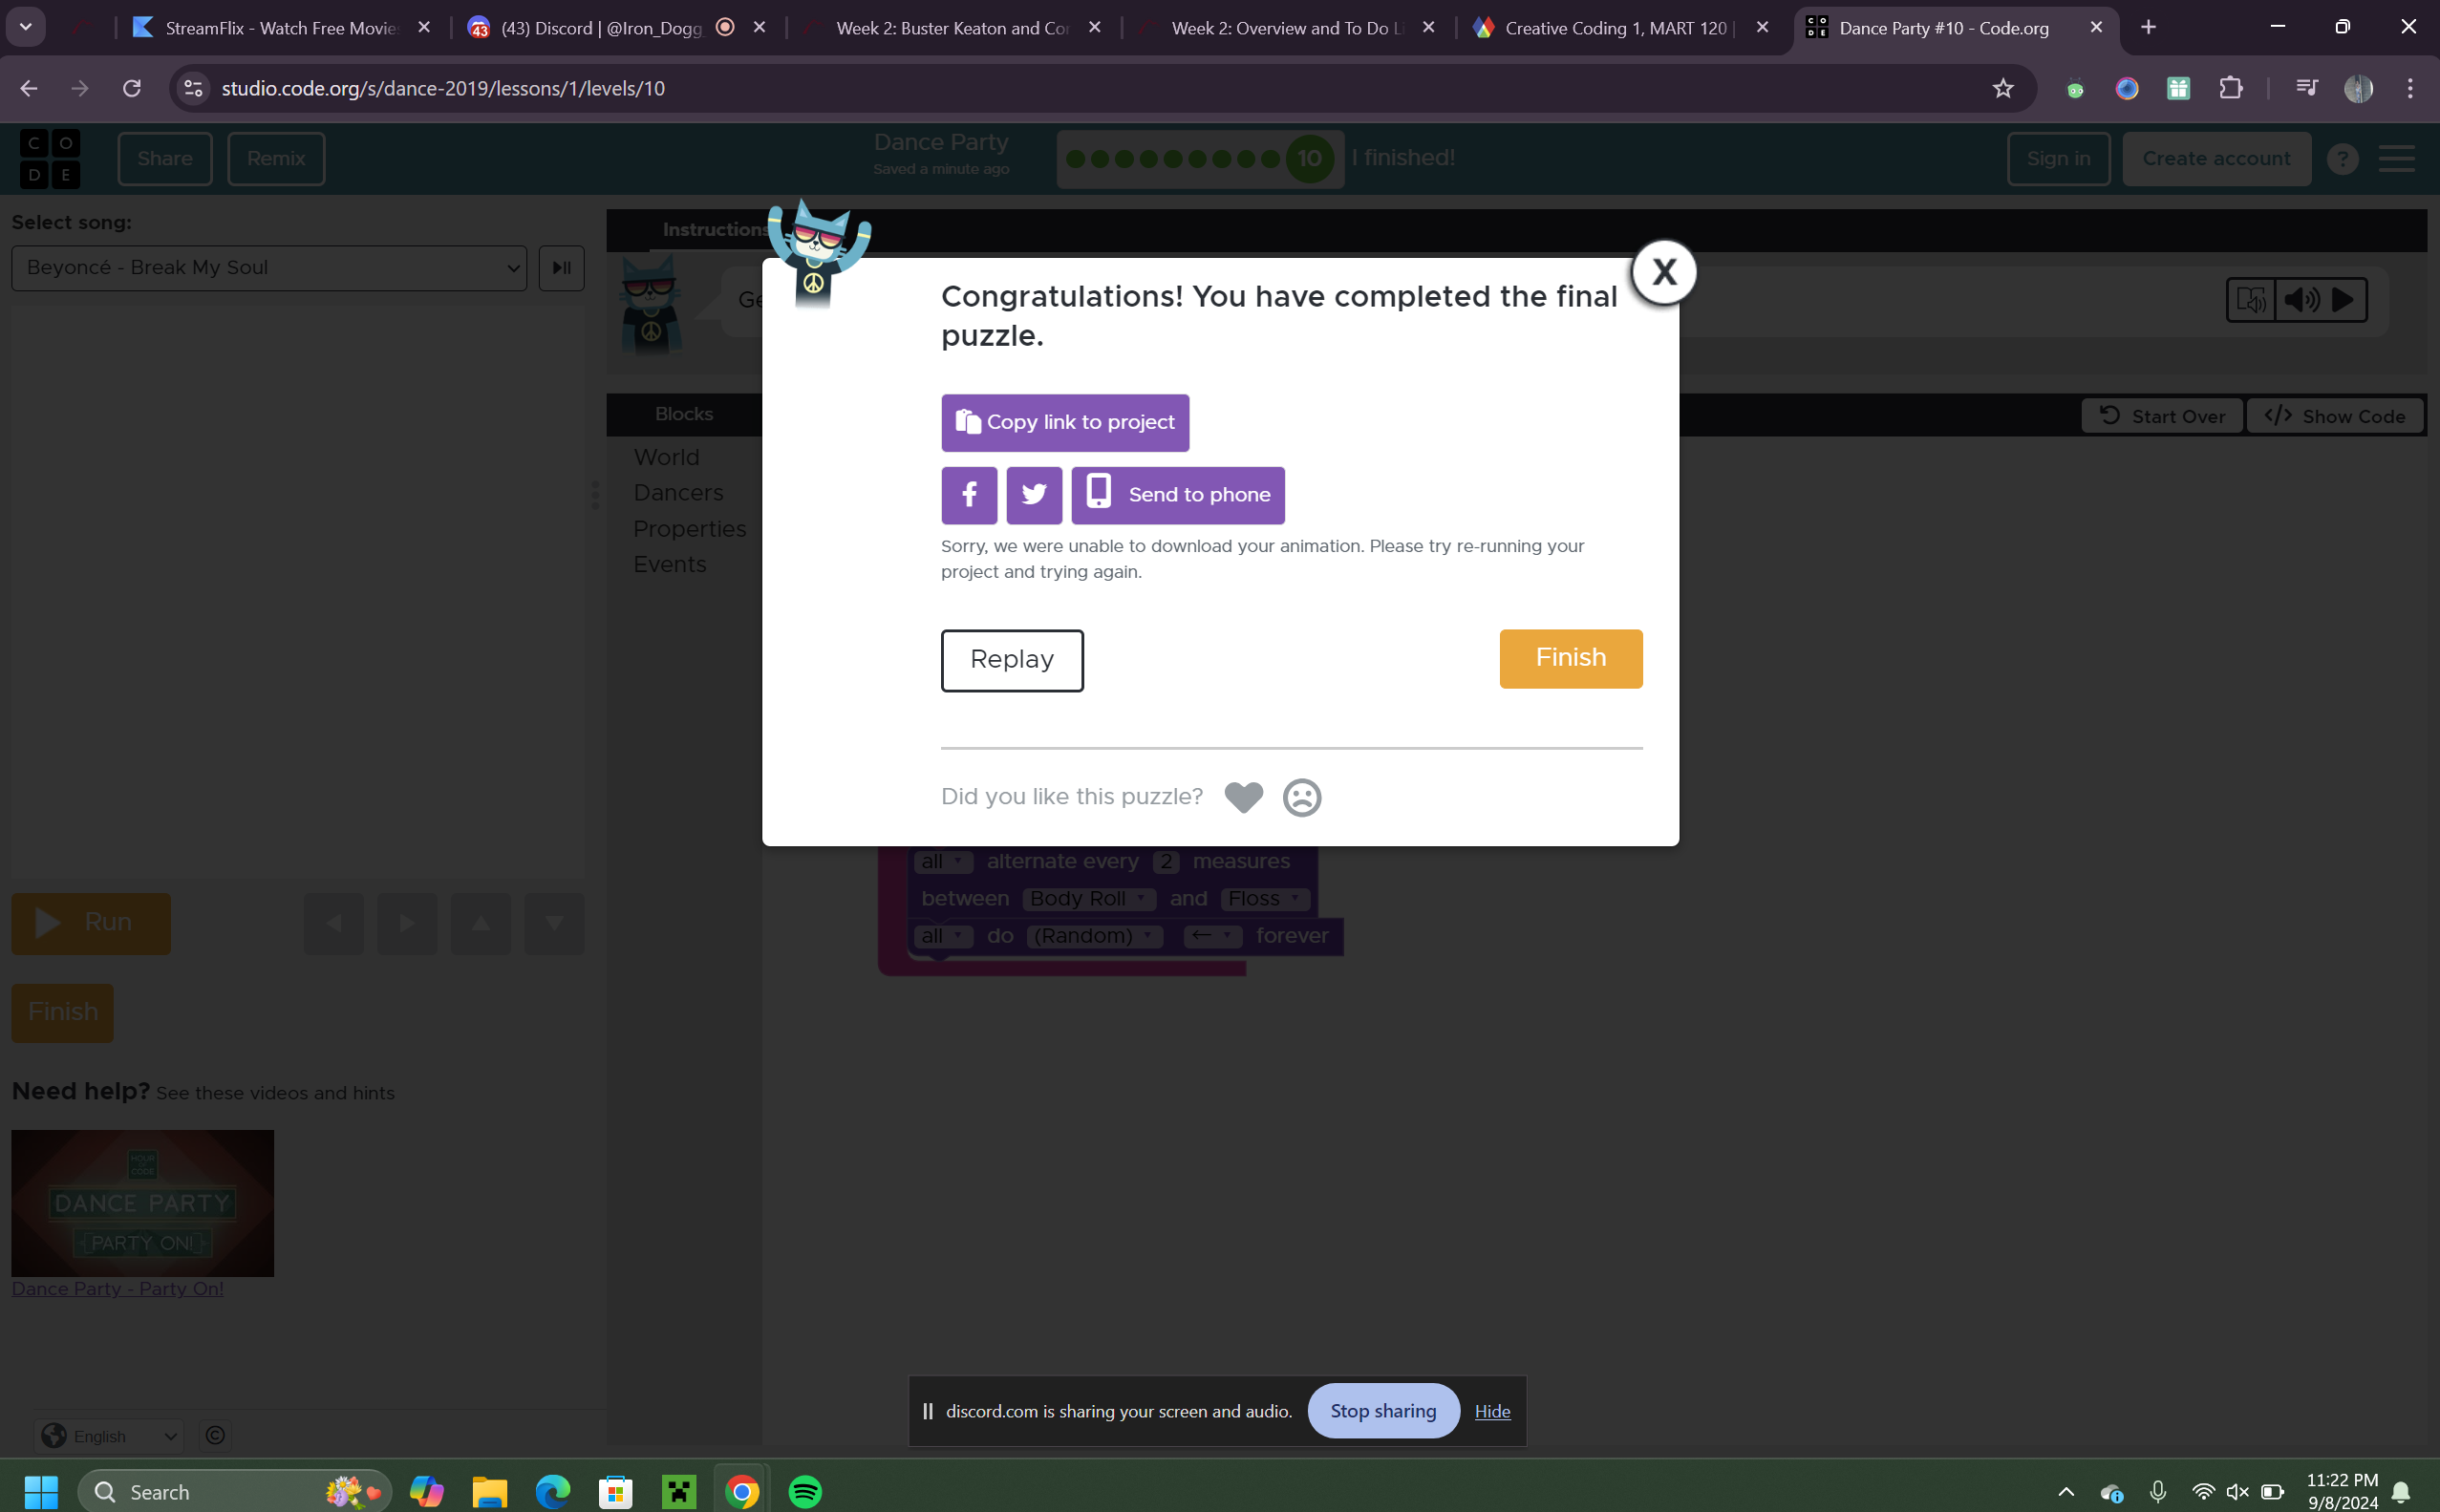 StreamFlix - Watch Free Movies
(43) Discord | @Iron_Dogg
Week 2: Buster Keaton and Cor
Week 2: Overview and To Do Li
Creative Coding 1, MART 120 |
Dance Party #10 - Code.org
studio.code.org/s/dance-2019/lessons/1/levels/10
C O
D E
Share
Remix
Dance Party
Saved a minute ago
10
I finished!
Sign in
Create account
?
Select song:
Beyoncé - Break My Soul
Instructions
Ge
X
Congratulations! You have completed the final
puzzle.
Copy link to project
Send to phone
Sorry, we were unable to download your animation. Please try re-running your
project and trying again.
Replay
Finish
Did you like this puzzle?
Blocks
Start Over
Show Code
World
Dancers
Properties
Events
all alternate every 2 measures
between Body Roll and Floss
all do (Random) ← forever
Run
Finish
Need help? See these videos and hints
HOUR
OF
CODE
DANCE PARTY
PARTY ON!
Dance Party - Party On!
discord.com is sharing your screen and audio.
Stop sharing
Hide
English
©
Search
11:22 PM
9/8/2024